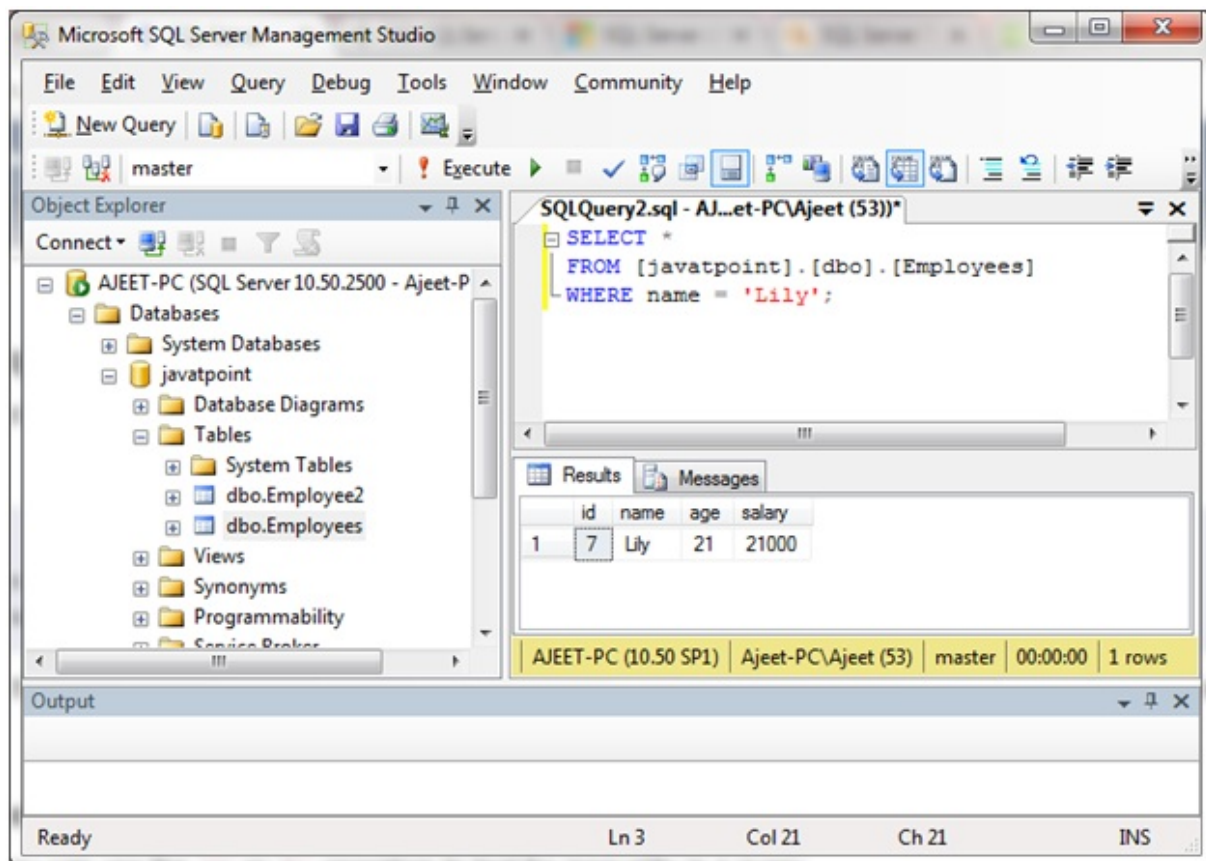 Microsoft SQL Server Management Studio
File Edit View Query Debug Tools Window Community Help
New Query
master Execute
Object Explorer
Connect
AJEET-PC (SQL Server 10.50.2500 - Ajeet-P
Databases
System Databases
javatpoint
Database Diagrams
Tables
System Tables
dbo.Employee2
dbo.Employees
Views
Synonyms
Programmability
Service Broker
SQLQuery2.sql - AJ...et-PC\Ajeet (53))*
SELECT *
FROM [javatpoint].[dbo].[Employees]
WHERE name = 'Lily';
Results Messages
id name age salary
1 7 Lily 21 21000
AJEET-PC (10.50 SP1) Ajeet-PC\Ajeet (53) master 00:00:00 1 rows
Output
Ready Ln 3 Col 21 Ch 21 INS